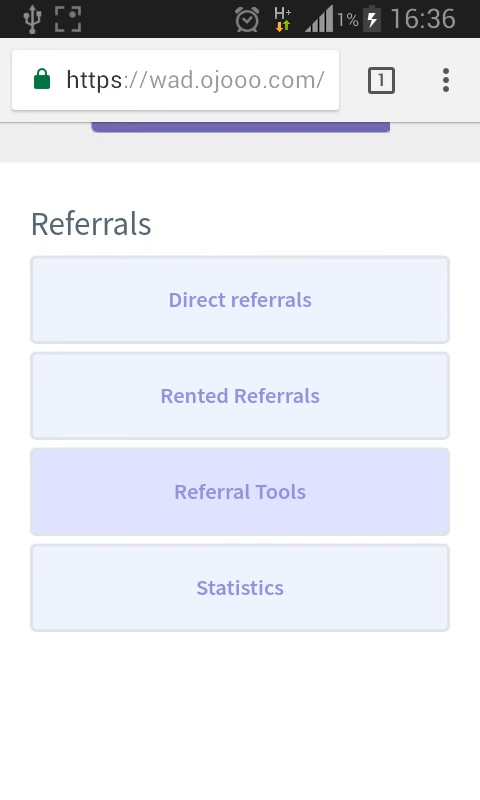 H+ 1% 16:36
https://wad.ojooo.com/ 1
Referrals
Direct referrals
Rented Referrals
Referral Tools
Statistics